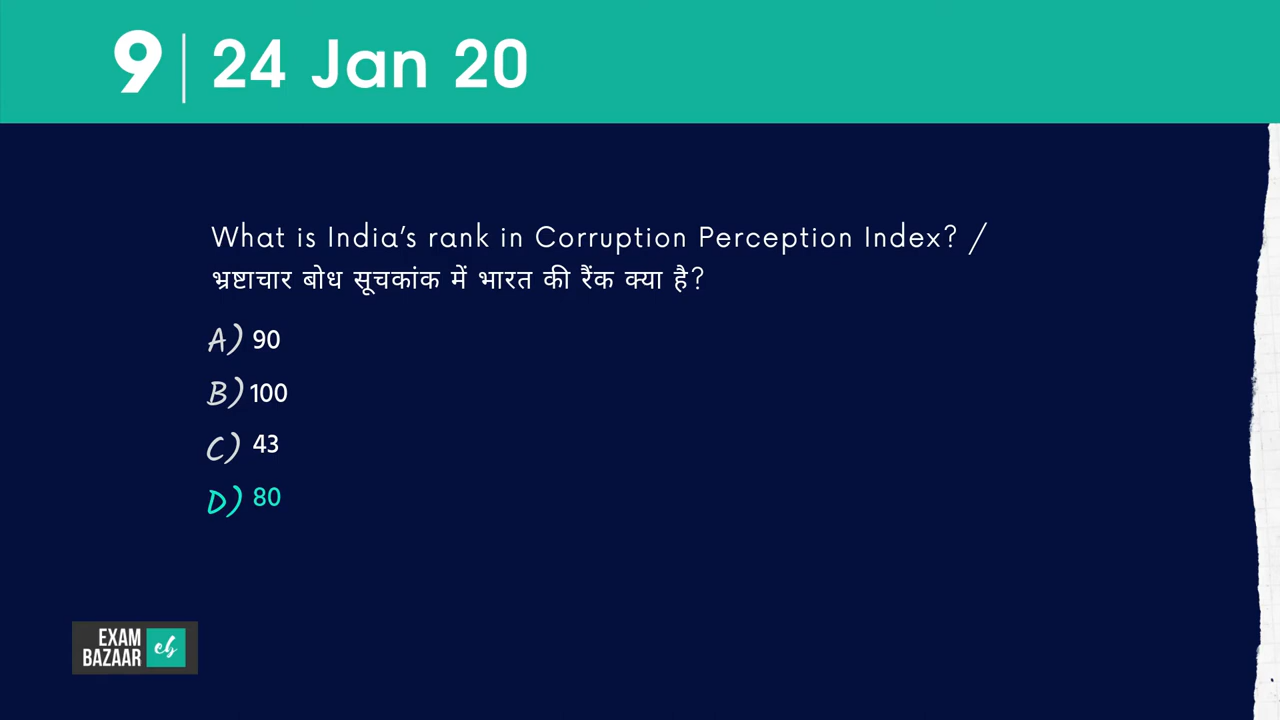 9 | 24 Jan 20
What is India's rank in Corruption Perception Index? /
भ्रष्टाचार बोध सूचकांक में भारत की रैंक क्या है?
A) 90
B) 100
C) 43
D) 80
EXAM
BAZAAR eb